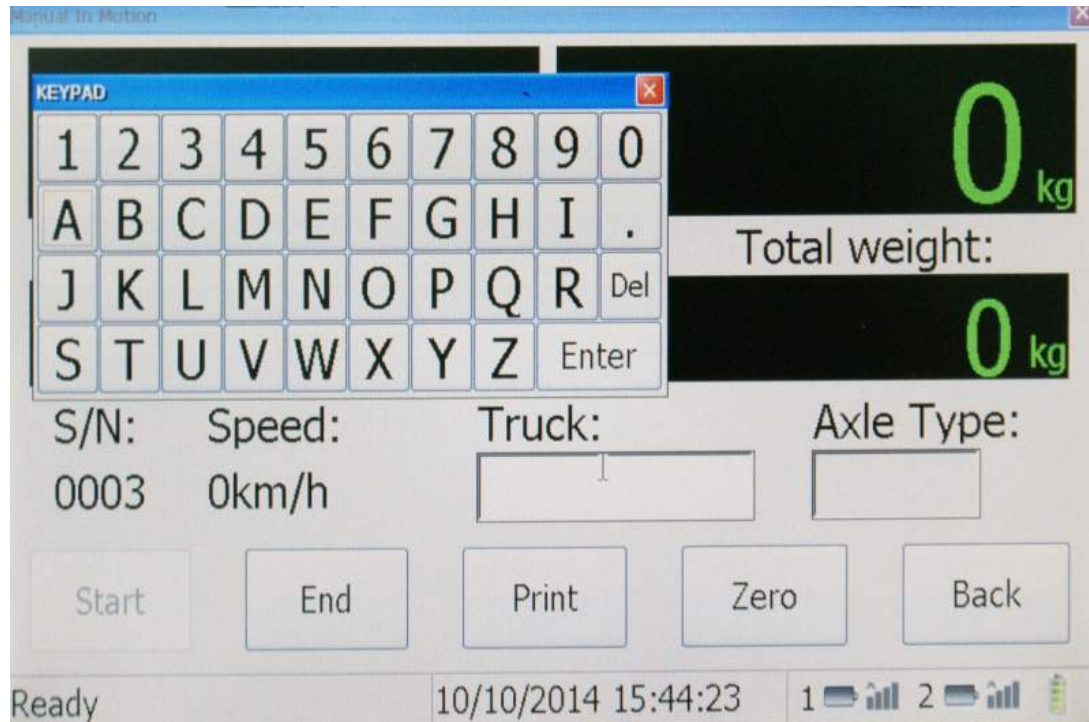 Manual In Motion
KEYPAD
1 2 3 4 5 6 7 8 9 0
A B C D E F G H I .
J K L M N O P Q R Del
S T U V W X Y Z Enter
0 kg
Total weight:
0 kg
S/N: Speed: Truck: Axle Type:
0003 0km/h
Start End Print Zero Back
Ready 10/10/2014 15:44:23 1 2